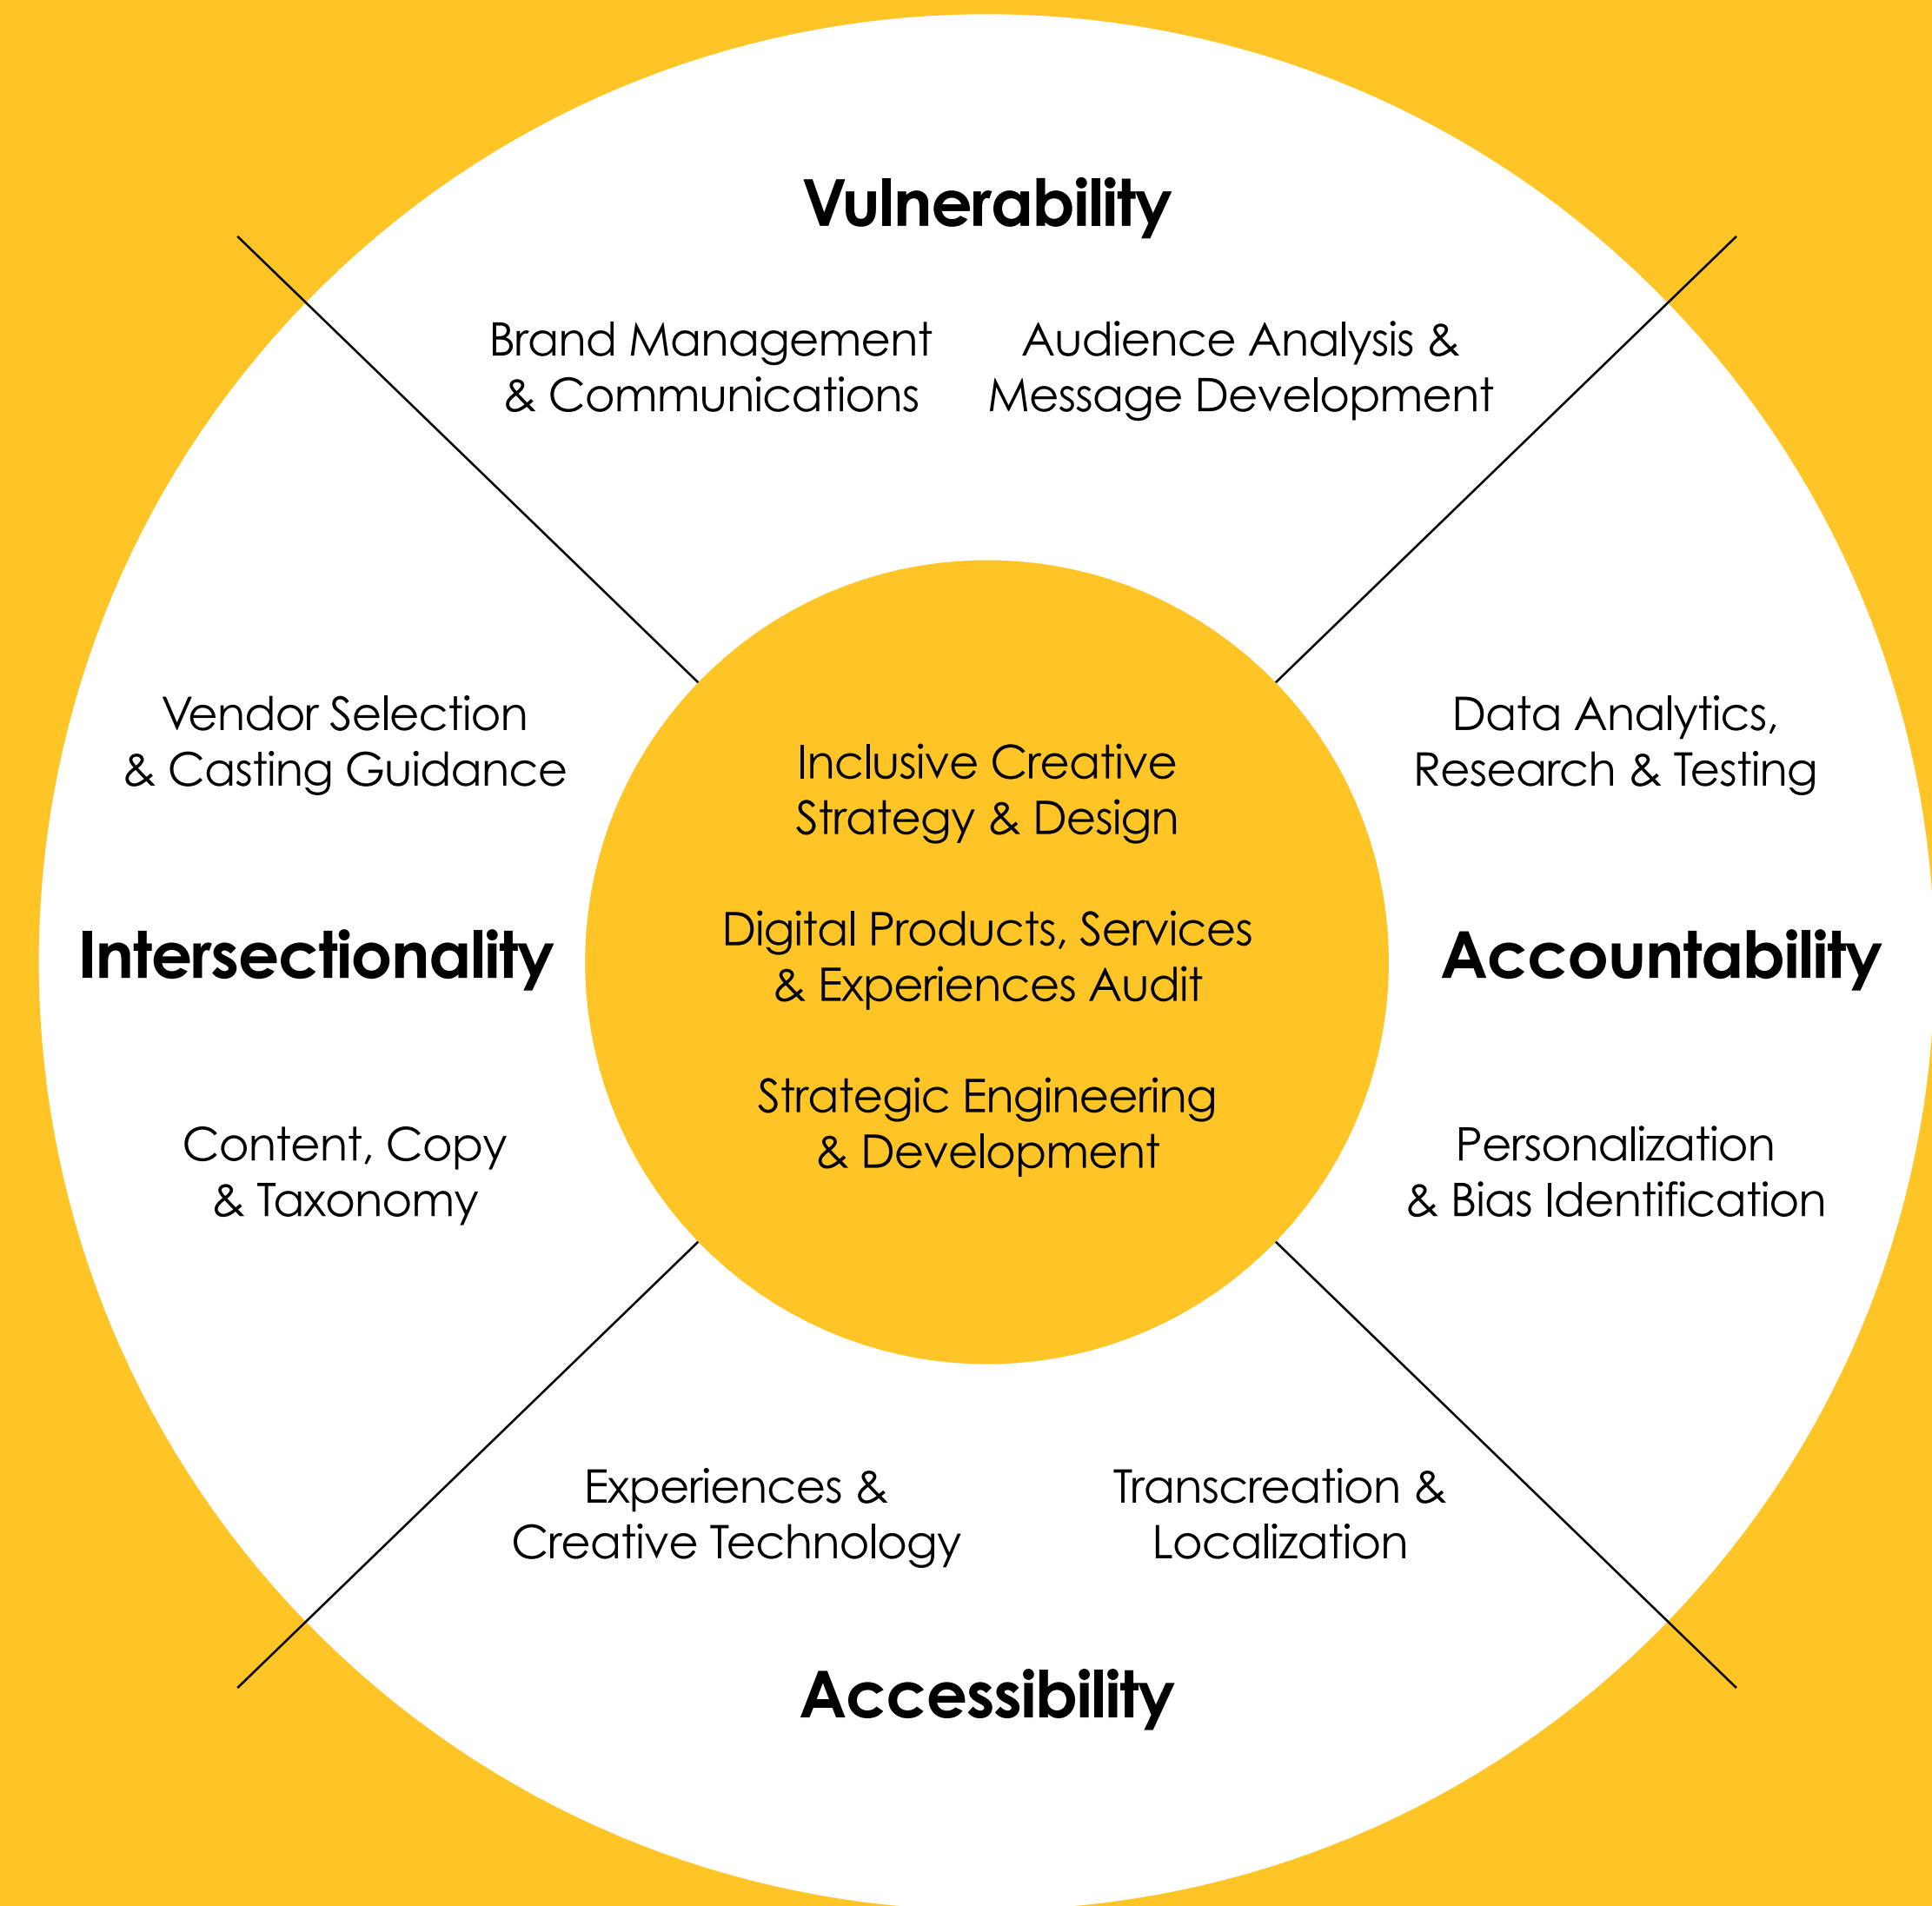 Vulnerability
Brand Management
& Communications
Audience Analysis &
Message Development
Vendor Selection
& Casting Guidance
Intersectionality
Content, Copy
& Taxonomy
Inclusive Creative
Strategy & Design
Digital Products, Services
& Experiences Audit
Strategic Engineering
& Development
Data Analytics,
Research & Testing
Accountability
Personalization
& Bias Identification
Experiences &
Creative Technology
Transcreation &
Localization
Accessibility